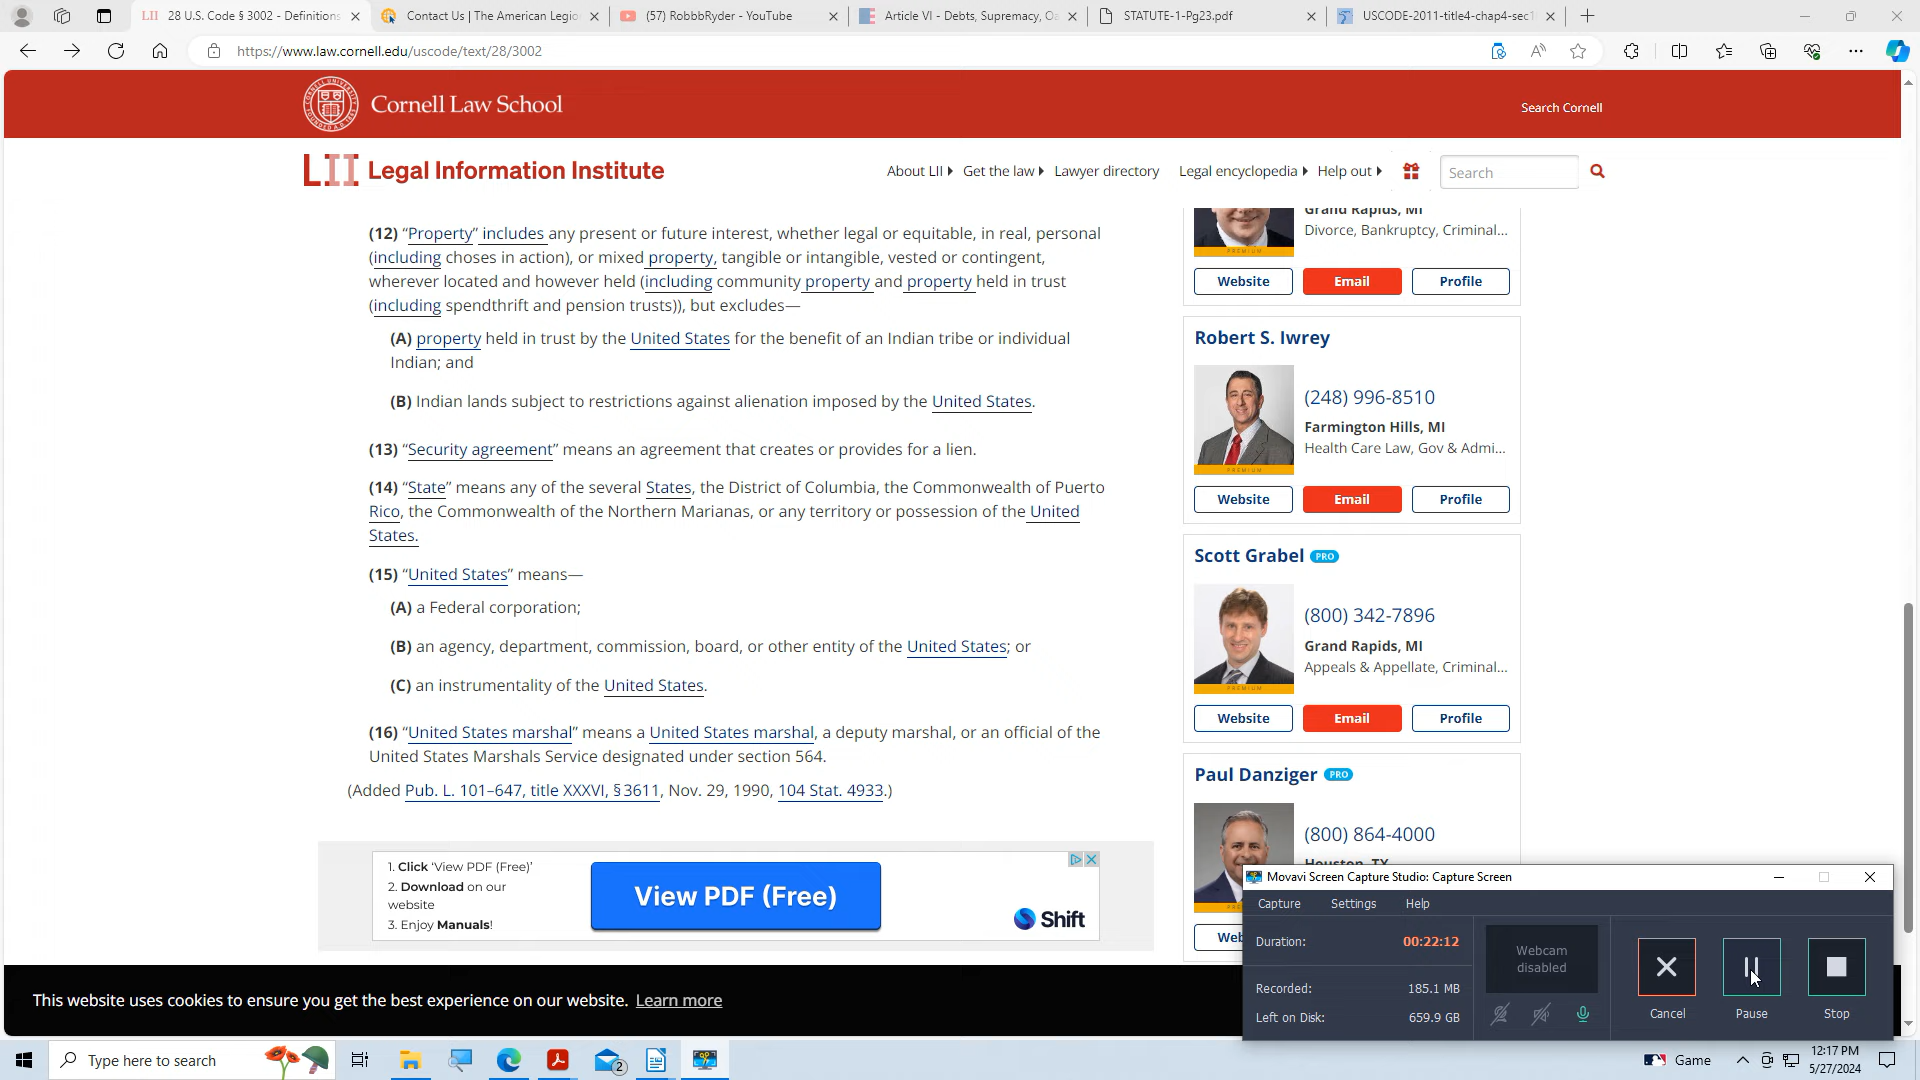 28 U.S. Code § 3002 - Definitions
Contact Us | The American Legio
(57) RobbbRyder - YouTube
Article VI - Debts, Supremacy, Oa
STATUTE-1-Pg23.pdf
USCODE-2011-title4-chap4-sec1
https://www.law.cornell.edu/uscode/text/28/3002
Cornell Law School
Search Cornell
LII Legal Information Institute
About LII
Get the law
Lawyer directory
Legal encyclopedia
Help out
Search
(12) “Property” includes any present or future interest, whether legal or equitable, in real, personal
(including choses in action), or mixed property, tangible or intangible, vested or contingent,
wherever located and however held (including community property and property held in trust
(including spendthrift and pension trusts)), but excludes—
(A) property held in trust by the United States for the benefit of an Indian tribe or individual
Indian; and
(B) Indian lands subject to restrictions against alienation imposed by the United States.
(13) “Security agreement” means an agreement that creates or provides for a lien.
(14) “State” means any of the several States, the District of Columbia, the Commonwealth of Puerto
Rico, the Commonwealth of the Northern Marianas, or any territory or possession of the United
States.
(15) “United States” means—
(A) a Federal corporation;
(B) an agency, department, commission, board, or other entity of the United States; or
(C) an instrumentality of the United States.
(16) “United States marshal” means a United States marshal, a deputy marshal, or an official of the
United States Marshals Service designated under section 564.
(Added Pub. L. 101–647, title XXXVI, § 3611, Nov. 29, 1990, 104 Stat. 4933.)
1. Click ‘View PDF (Free)’
2. Download on our
website
3. Enjoy Manuals!
View PDF (Free)
Shift
Grand Rapids, MI
Divorce, Bankruptcy, Criminal...
PREMIUM
Website
Email
Profile
Robert S. Iwrey
(248) 996-8510
Farmington Hills, MI
Health Care Law, Gov & Admi...
PREMIUM
Website
Email
Profile
Scott Grabel PRO
(800) 342-7896
Grand Rapids, MI
Appeals & Appellate, Criminal...
PREMIUM
Website
Email
Profile
Paul Danziger PRO
(800) 864-4000
Houston, TX
Web
This website uses cookies to ensure you get the best experience on our website. Learn more
Movavi Screen Capture Studio: Capture Screen
Capture
Settings
Help
Duration:
00:22:12
Recorded:
185.1 MB
Left on Disk:
659.9 GB
Webcam
disabled
Cancel
Pause
Stop
Type here to search
2
Game
12:17 PM
5/27/2024